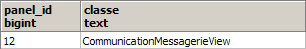 panel_id classe
bigint text
12 CommunicationMessagerieView